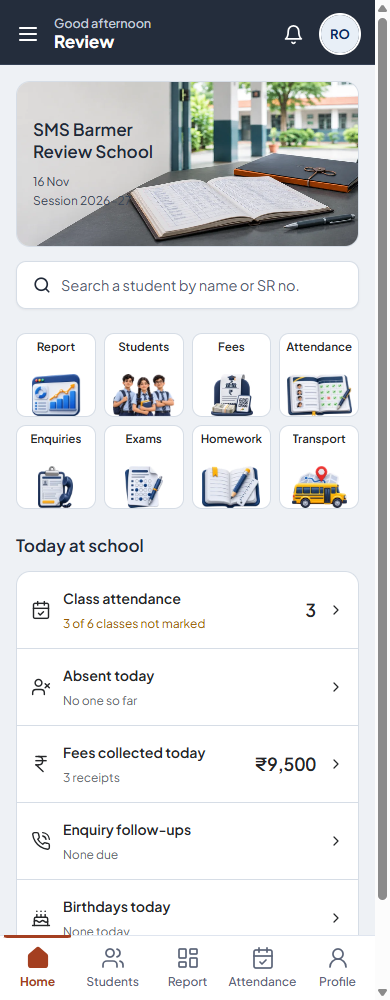 Good afternoon
Review
RO
SMS Barmer
Review School
16 Nov
Session 2026-27
Search a student by name or SR no.
Report
Students
Fees
Attendance
Enquiries
Exams
Homework
Transport
Today at school
Class attendance
3 of 6 classes not marked
3
Absent today
No one so far
Fees collected today
3 receipts
₹9,500
Enquiry follow-ups
None due
Birthdays today
None today
Home
Students
Report
Attendance
Profile